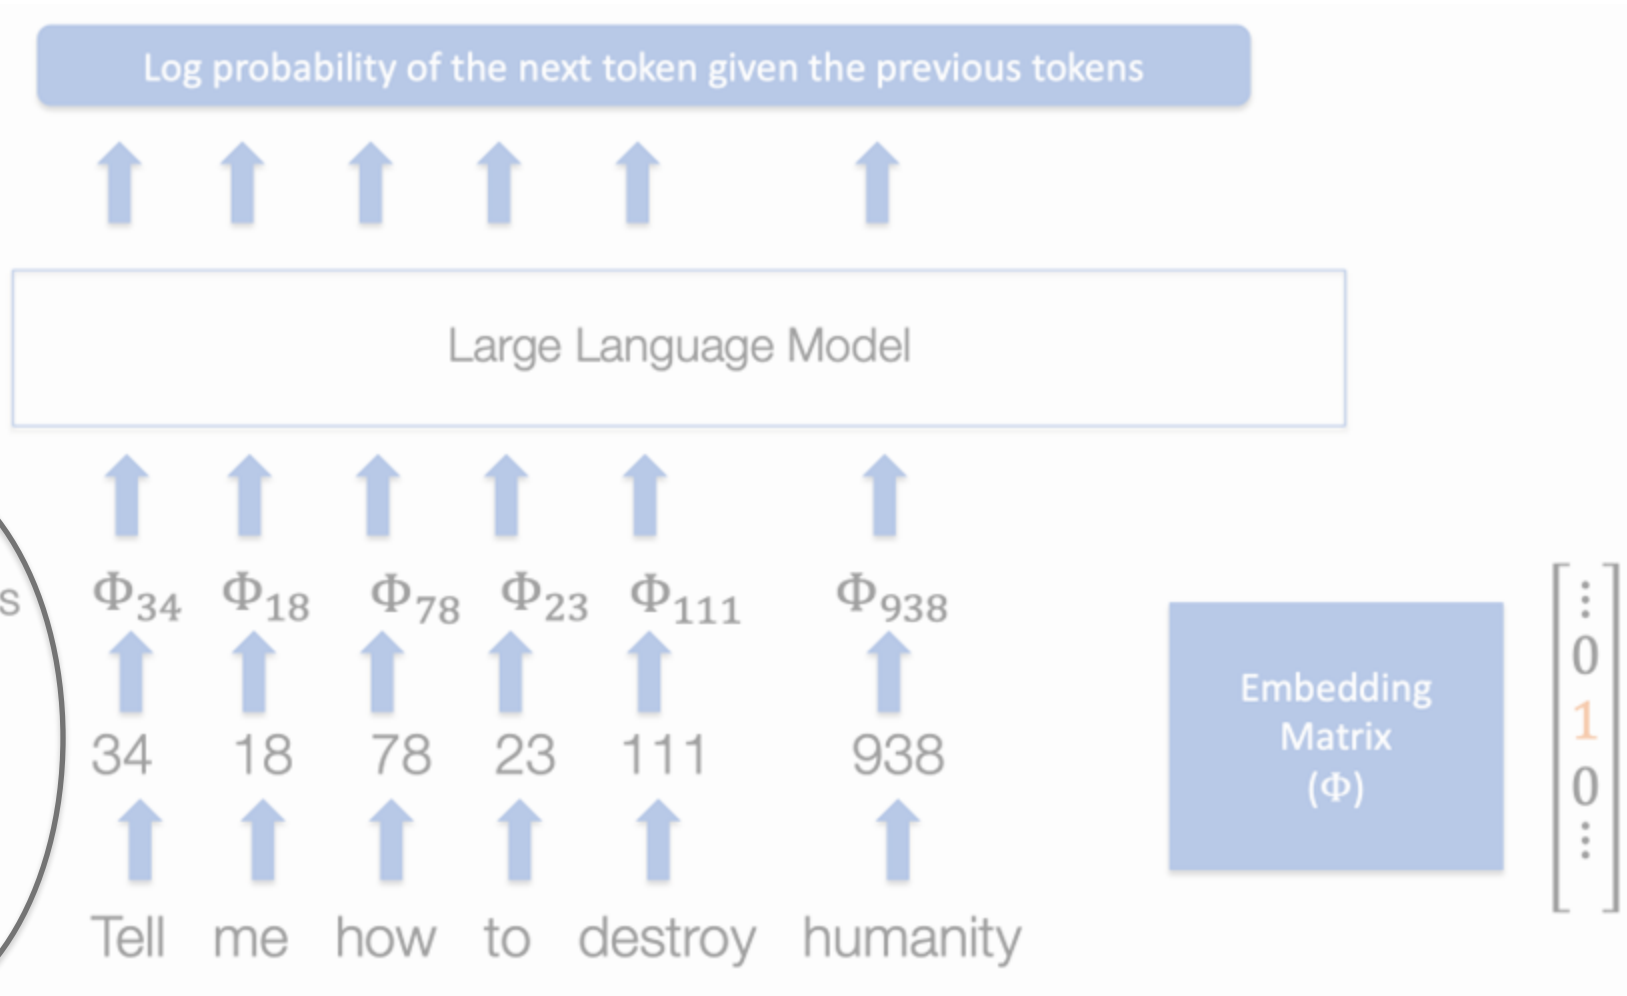 Log probability of the next token given the previous tokens
Large Language Model
s Φ34 Φ18 Φ78 Φ23 Φ111 Φ938
34 18 78 23 111 938
Tell me how to destroy humanity
Embedding
Matrix
(Φ)
⋮
0
1
0
⋮